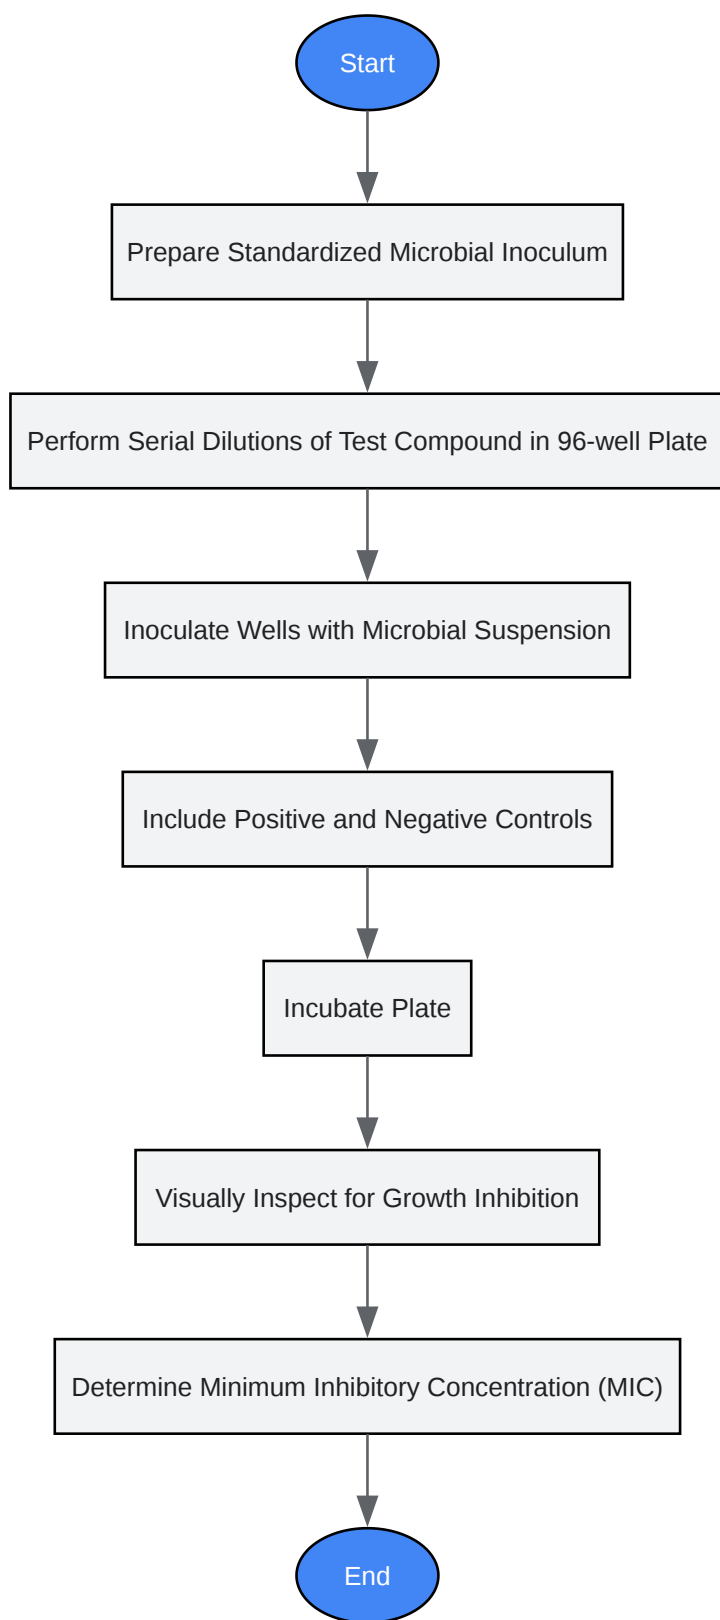 Start
Prepare Standardized Microbial Inoculum
Perform Serial Dilutions of Test Compound in 96-well Plate
Inoculate Wells with Microbial Suspension
Include Positive and Negative Controls
Incubate Plate
Visually Inspect for Growth Inhibition
Determine Minimum Inhibitory Concentration (MIC)
End